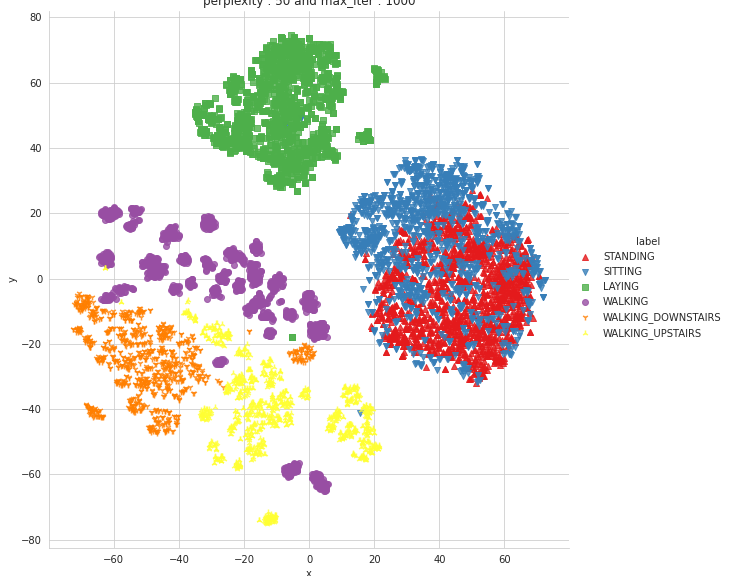 perplexity : 50 and max_iter : 1000
80
60
40
20
0
−20
−40
−60
−80
y
−60
−40
−20
0
20
40
60
x
label
STANDING
SITTING
LAYING
WALKING
WALKING_DOWNSTAIRS
WALKING_UPSTAIRS